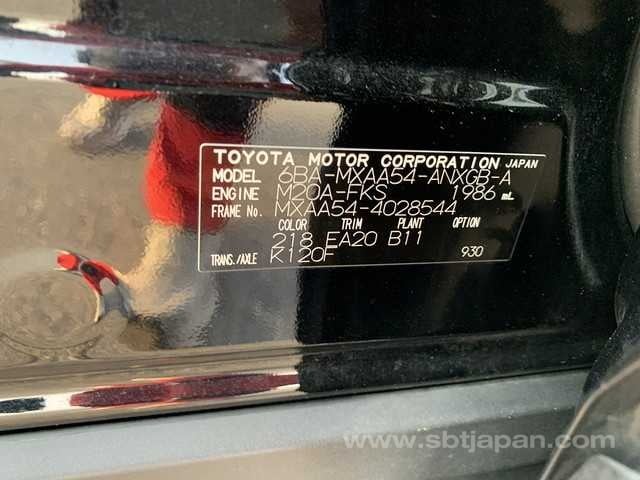 TOYOTA MOTOR CORPORATION JAPAN
MODEL 6BA-MXAA54-ANXGB-A
ENGINE M20A-FKS 1986 mL
FRAME No. MXAA54-4028544
COLOR TRIM PLANT OPTION
218 EA20 B11
TRANS./AXLE K120F 930
www.sbtjapan.com